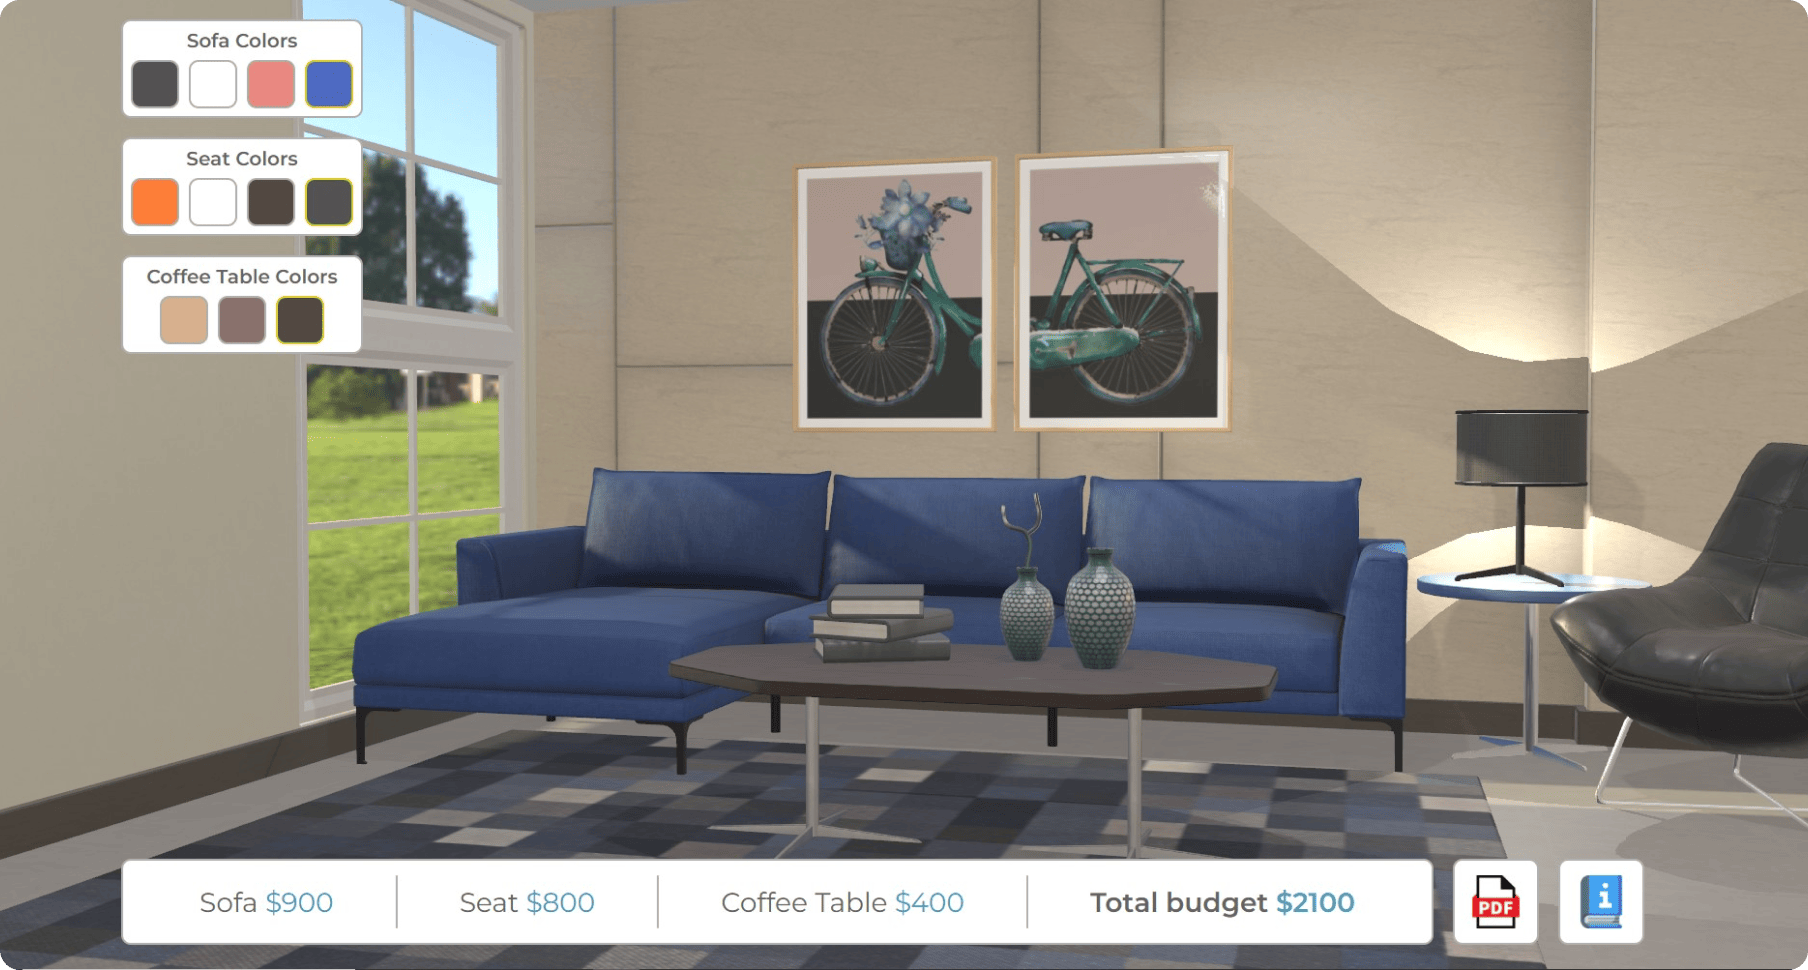 Sofa Colors
Seat Colors
Coffee Table Colors
Sofa $900
Seat $800
Coffee Table $400
Total budget $2100
PDF
i